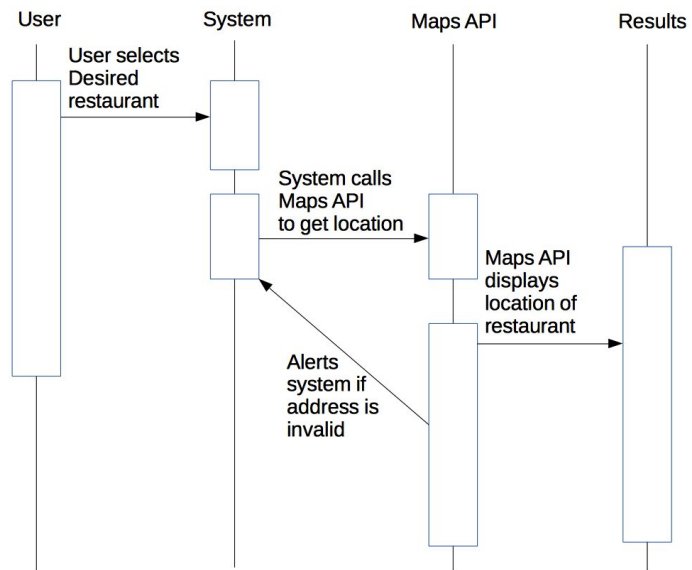 User
System
Maps API
Results
User selects
Desired
restaurant
System calls
Maps API
to get location
Maps API
displays
location of
restaurant
Alerts
system if
address is
invalid